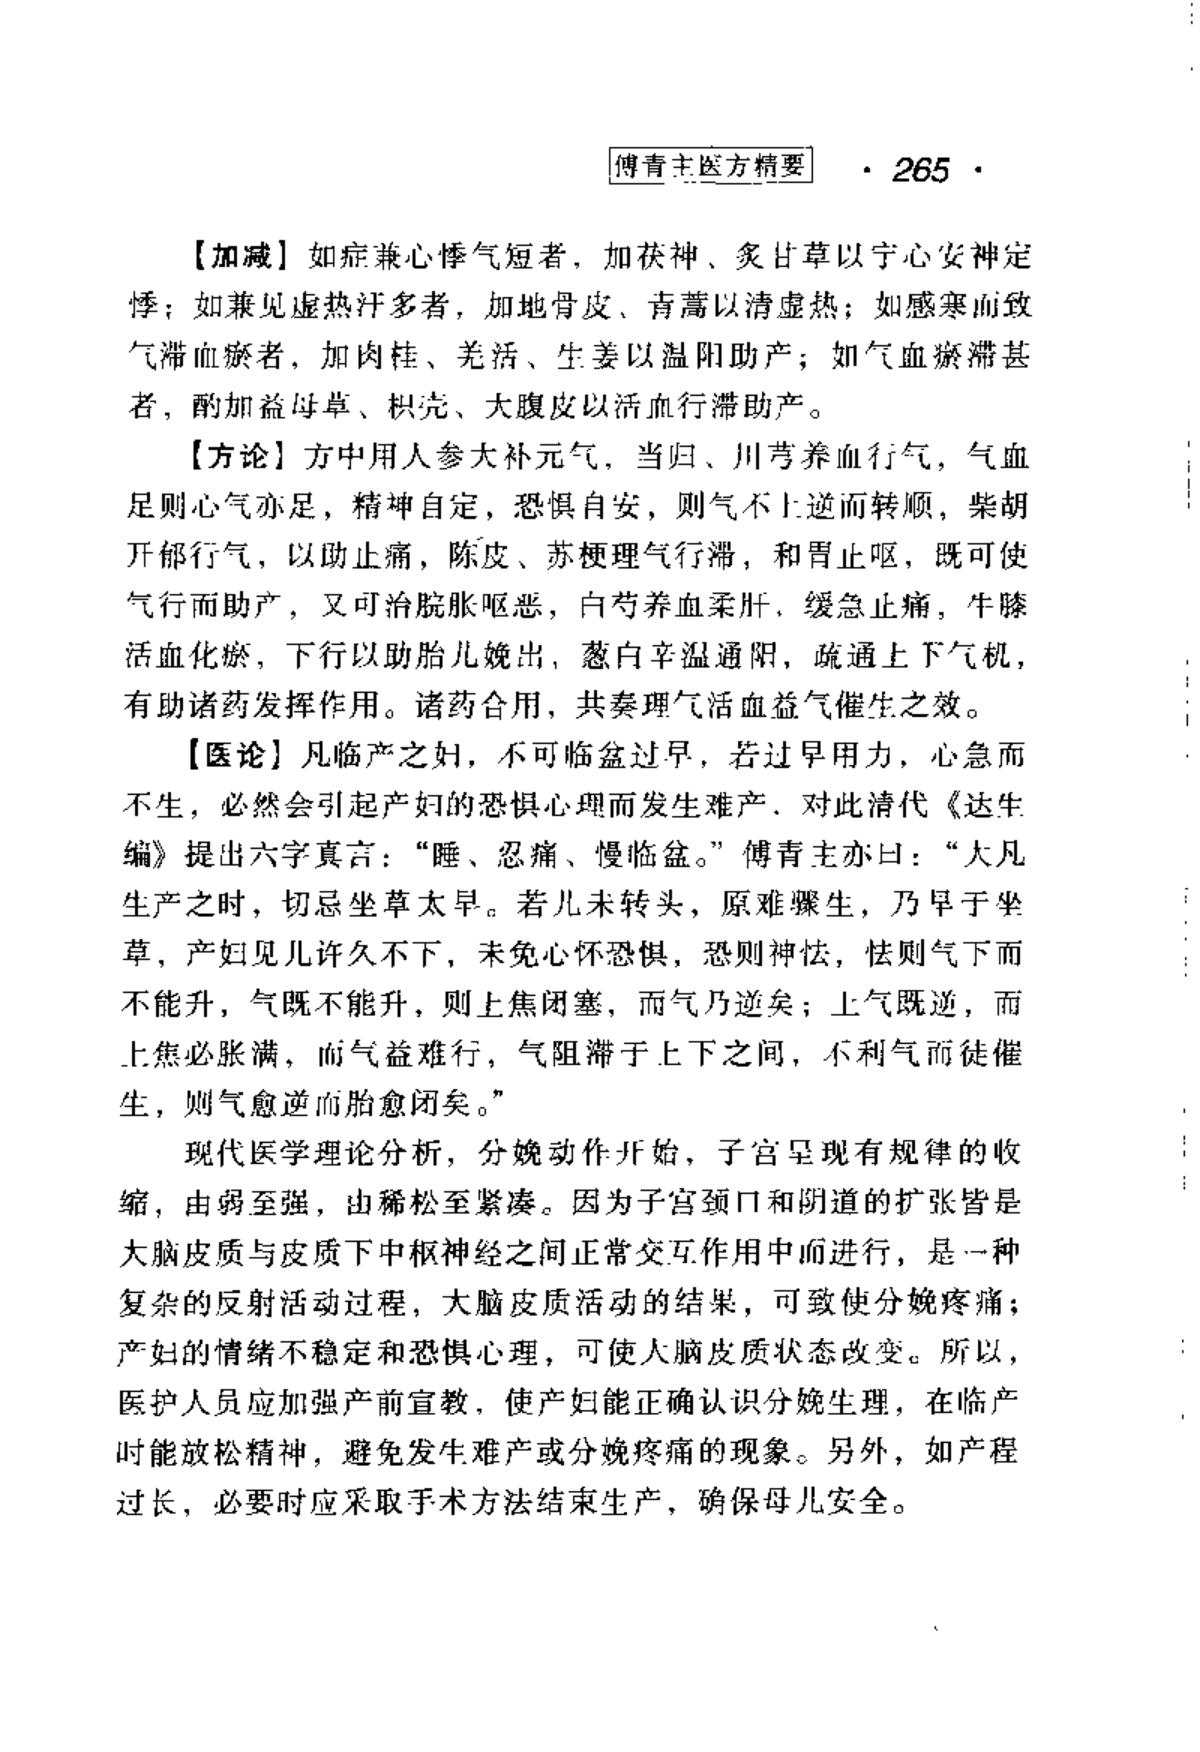 傅青主医方精要 · 265 ·
【加减】如症兼心悸气短者，加茯神、炙甘草以宁心安神定
悸；如兼见虚热汗多者，加地骨皮、青蒿以清虚热；如感寒而致
气滞血瘀者，加肉桂、羌活、生姜以温阳助产；如气血瘀滞甚
者，酌加益母草、枳壳、大腹皮以活血行滞助产。
【方论】方中用人参大补元气，当归、川芎养血行气，气血
足则心气亦足，精神自定，恐惧自安，则气不上逆而转顺，柴胡
开郁行气，以助止痛，陈皮、苏梗理气行滞，和胃止呕，既可使
气行而助产，又可治脘胀呕恶，白芍养血柔肝、缓急止痛，牛膝
活血化瘀，下行以助胎儿娩出，葱白辛温通阳，疏通上下气机，
有助诸药发挥作用。诸药合用，共奏理气活血益气催生之效。
【医论】凡临产之妇，不可临盆过早，若过早用力，心急而
不生，必然会引起产妇的恐惧心理而发生难产．对此清代《达生
编》提出六字真言：“睡、忍痛、慢临盆。”傅青主亦曰：“大凡
生产之时，切忌坐草太早。若儿未转头，原难骤生，乃早于坐
草，产妇见儿许久不下，未免心怀恐惧，恐则神怯，怯则气下而
不能升，气既不能升，则上焦闭塞，而气乃逆矣；上气既逆，而
上焦必胀满，而气益难行，气阻滞于上下之间，不利气而徒催
生，则气愈逆而胎愈闭矣。”
现代医学理论分析，分娩动作开始，子宫呈现有规律的收
缩，由弱至强，由稀松至紧凑。因为子宫颈口和阴道的扩张皆是
大脑皮质与皮质下中枢神经之间正常交互作用中而进行，是一种
复杂的反射活动过程，大脑皮质活动的结果，可致使分娩疼痛；
产妇的情绪不稳定和恐惧心理，可使大脑皮质状态改变。所以，
医护人员应加强产前宣教，使产妇能正确认识分娩生理，在临产
时能放松精神，避免发生难产或分娩疼痛的现象。另外，如产程
过长，必要时应采取手术方法结束生产，确保母儿安全。